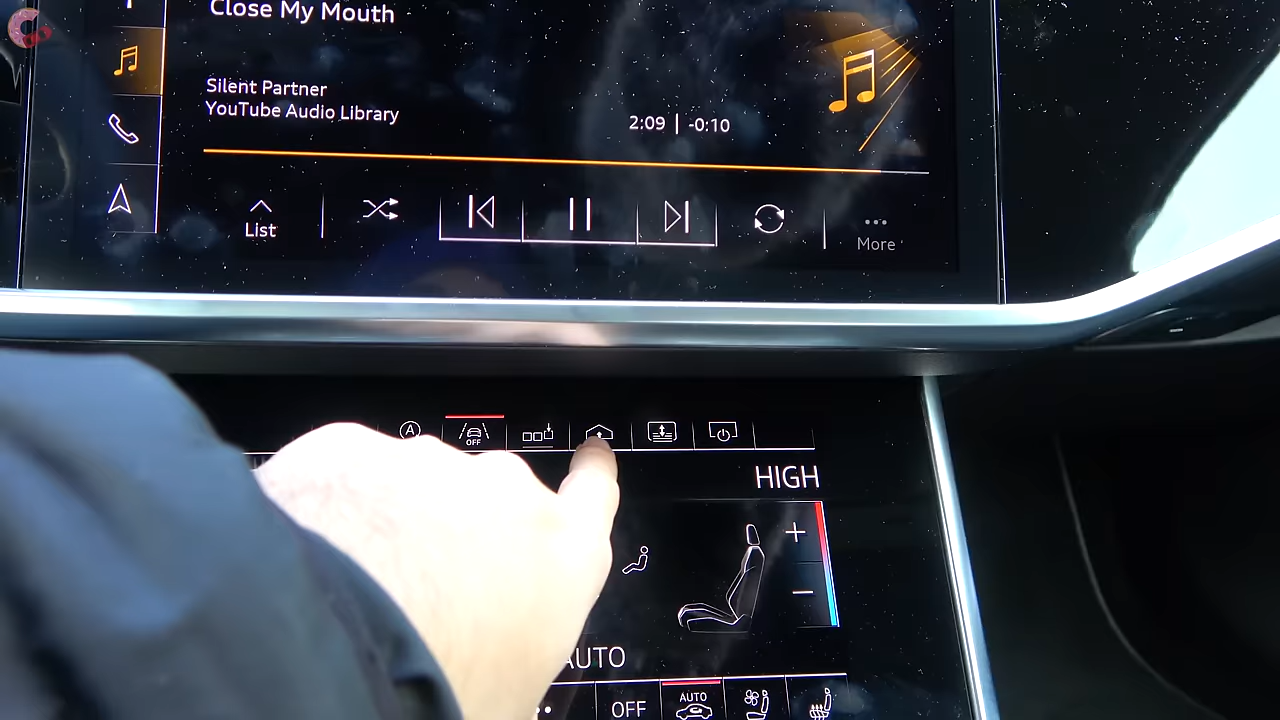 Close My Mouth
Silent Partner
YouTube Audio Library
2:09 | -0:10
List
More
A
OFF
HIGH
AUTO
OFF
AUTO